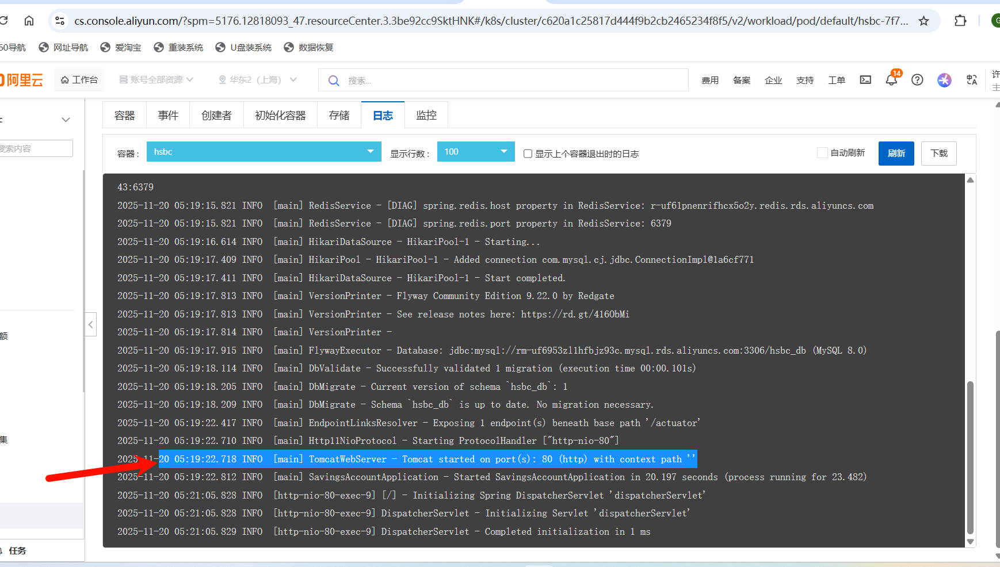 cs.console.aliyun.com/?spm=5176.12818093_47.resourceCenter.3.3be92cc9SktHNK#/k8s/cluster/c620a1c25817d444f9b2cb2465234f8f5/v2/workload/pod/default/hsbc-7f7...
60导航 网址导航 爱淘宝 重装系统 U盘装系统 数据恢复
阿里云 工作台 账号全部资源 华东2（上海） 搜索... 费用 备案 企业 支持 工单 14 许
主
c 容器 事件 创建者 初始化容器 存储 日志 监控
搜索内容
容器 : hsbc 显示行数 : 100 显示上个容器退出时的日志 自动刷新 刷新 下载
43:6379
2025-11-20 05:19:15.821 INFO [main] RedisService - [DIAG] spring.redis.host property in RedisService: r-uf61pnenrifhcx5o2y.redis.rds.aliyuncs.com
2025-11-20 05:19:15.821 INFO [main] RedisService - [DIAG] spring.redis.port property in RedisService: 6379
2025-11-20 05:19:16.614 INFO [main] HikariDataSource - HikariPool-1 - Starting...
2025-11-20 05:19:17.409 INFO [main] HikariPool - HikariPool-1 - Added connection com.mysql.cj.jdbc.ConnectionImpl@1a6cf771
2025-11-20 05:19:17.411 INFO [main] HikariDataSource - HikariPool-1 - Start completed.
2025-11-20 05:19:17.813 INFO [main] VersionPrinter - Flyway Community Edition 9.22.0 by Redgate
2025-11-20 05:19:17.813 INFO [main] VersionPrinter - See release notes here: https://rd.gt/416ObMi
2025-11-20 05:19:17.814 INFO [main] VersionPrinter -
2025-11-20 05:19:17.915 INFO [main] FlywayExecutor - Database: jdbc:mysql://rm-uf6953zl1hfbjz93c.mysql.rds.aliyuncs.com:3306/hsbc_db (MySQL 8.0)
2025-11-20 05:19:18.114 INFO [main] DbValidate - Successfully validated 1 migration (execution time 00:00.101s)
2025-11-20 05:19:18.205 INFO [main] DbMigrate - Current version of schema `hsbc_db`: 1
2025-11-20 05:19:18.209 INFO [main] DbMigrate - Schema `hsbc_db` is up to date. No migration necessary.
2025-11-20 05:19:22.417 INFO [main] EndpointLinksResolver - Exposing 1 endpoint(s) beneath base path '/actuator'
2025-11-20 05:19:22.710 INFO [main] Http11NioProtocol - Starting ProtocolHandler ["http-nio-80"]
2025-11-20 05:19:22.718 INFO [main] TomcatWebServer - Tomcat started on port(s): 80 (http) with context path ''
2025-11-20 05:19:22.812 INFO [main] SavingsAccountApplication - Started SavingsAccountApplication in 20.197 seconds (process running for 23.482)
2025-11-20 05:21:05.828 INFO [http-nio-80-exec-9] [/] - Initializing Spring DispatcherServlet 'dispatcherServlet'
2025-11-20 05:21:05.828 INFO [http-nio-80-exec-9] DispatcherServlet - Initializing Servlet 'dispatcherServlet'
2025-11-20 05:21:05.829 INFO [http-nio-80-exec-9] DispatcherServlet - Completed initialization in 1 ms
额
集
任务